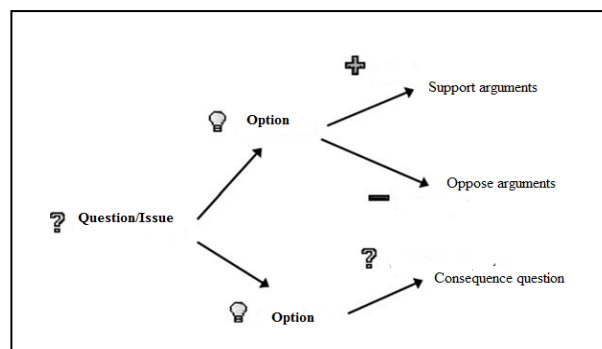 Support arguments
Option
Oppose arguments
Question/Issue
Consequence question
Option